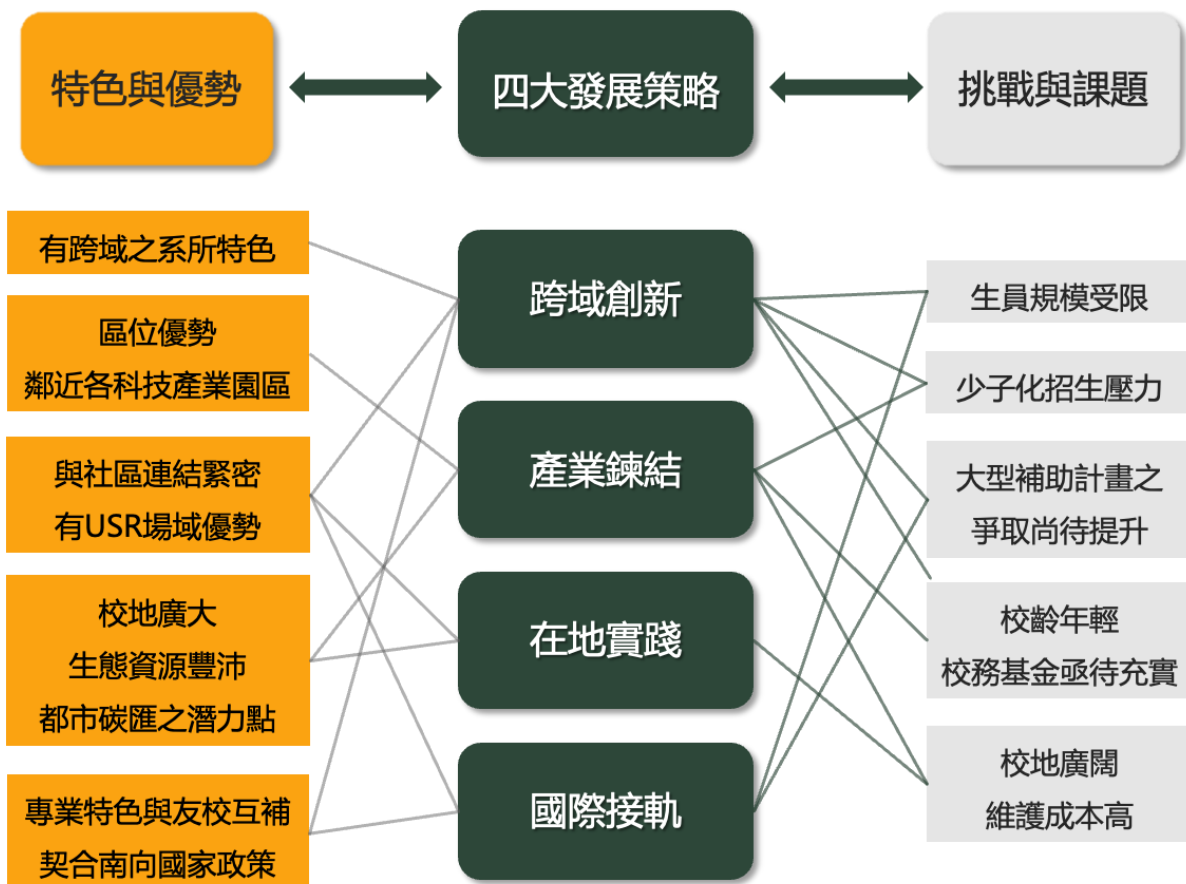 特色與優勢
四大發展策略
挑戰與課題
有跨域之系所特色
區位優勢
鄰近各科技產業園區
與社區連結緊密
有USR場域優勢
校地廣大
生態資源豐沛
都市碳匯之潛力點
專業特色與友校互補
契合南向國家政策
跨域創新
產業鍊結
在地實踐
國際接軌
生員規模受限
少子化招生壓力
大型補助計畫之
爭取尚待提升
校齡年輕
校務基金亟待充實
校地廣闊
維護成本高